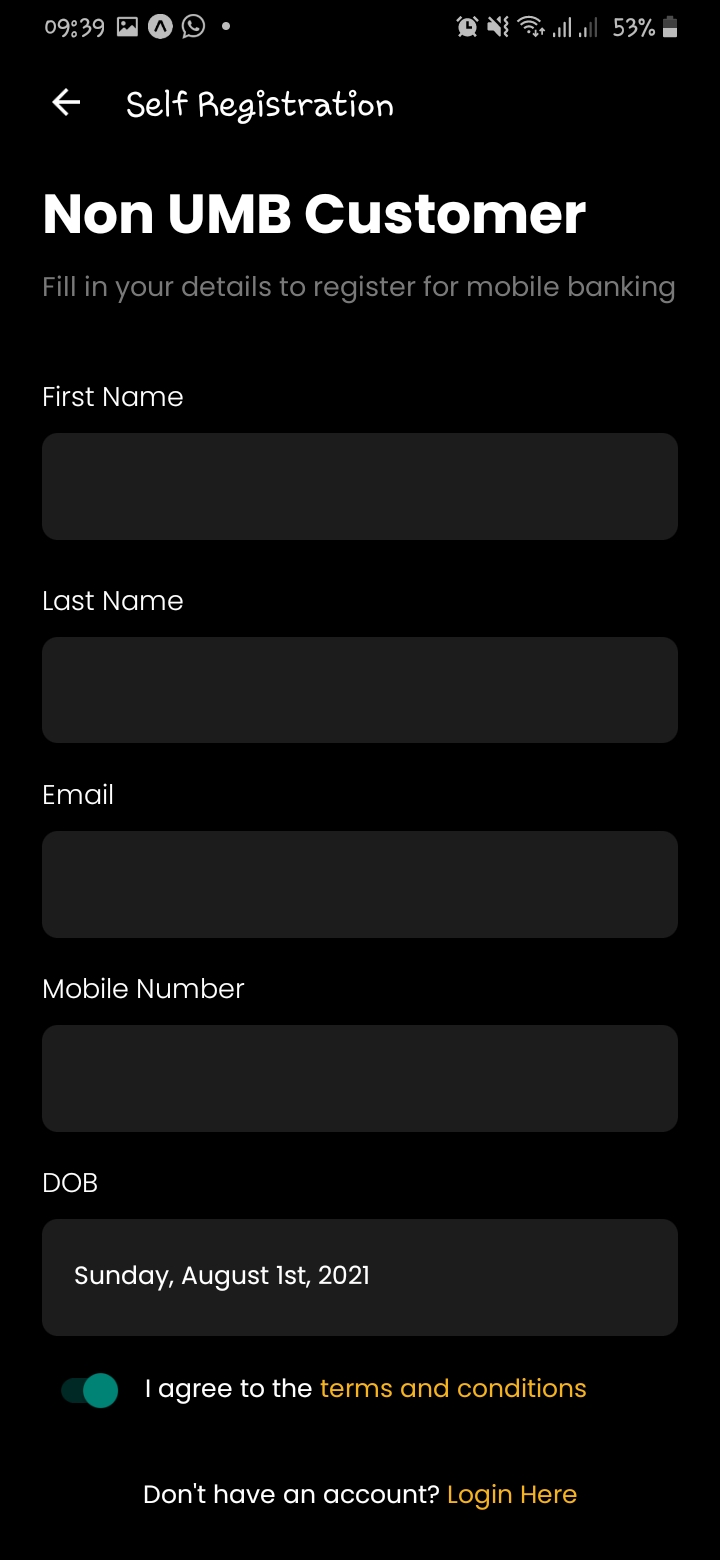 09:39 53%
Self Registration
Non UMB Customer
Fill in your details to register for mobile banking
First Name
Last Name
Email
Mobile Number
DOB
Sunday, August 1st, 2021
I agree to the terms and conditions
Don't have an account? Login Here